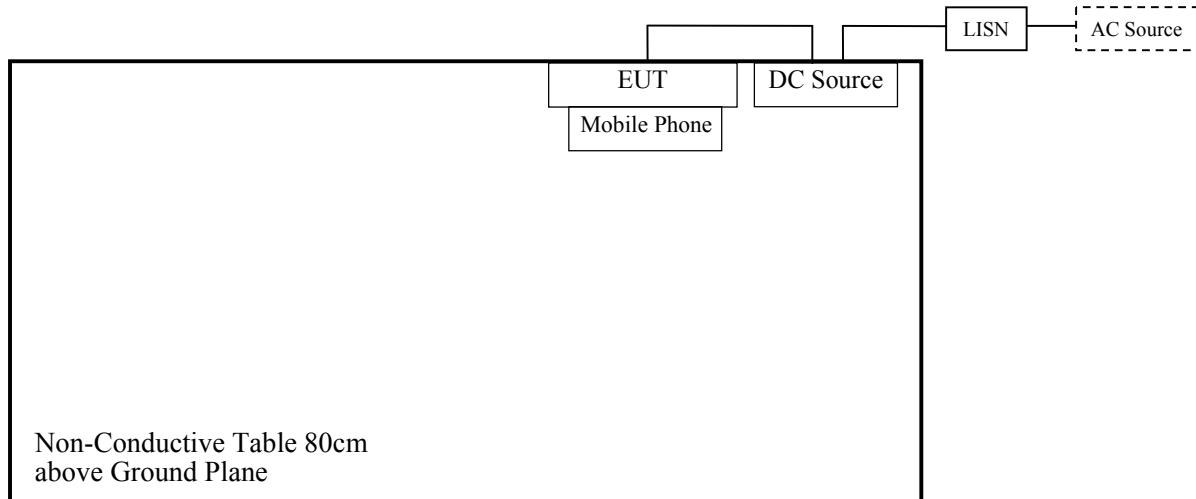 LISN
AC Source
EUT
DC Source
Mobile Phone
Non-Conductive Table 80cm
above Ground Plane